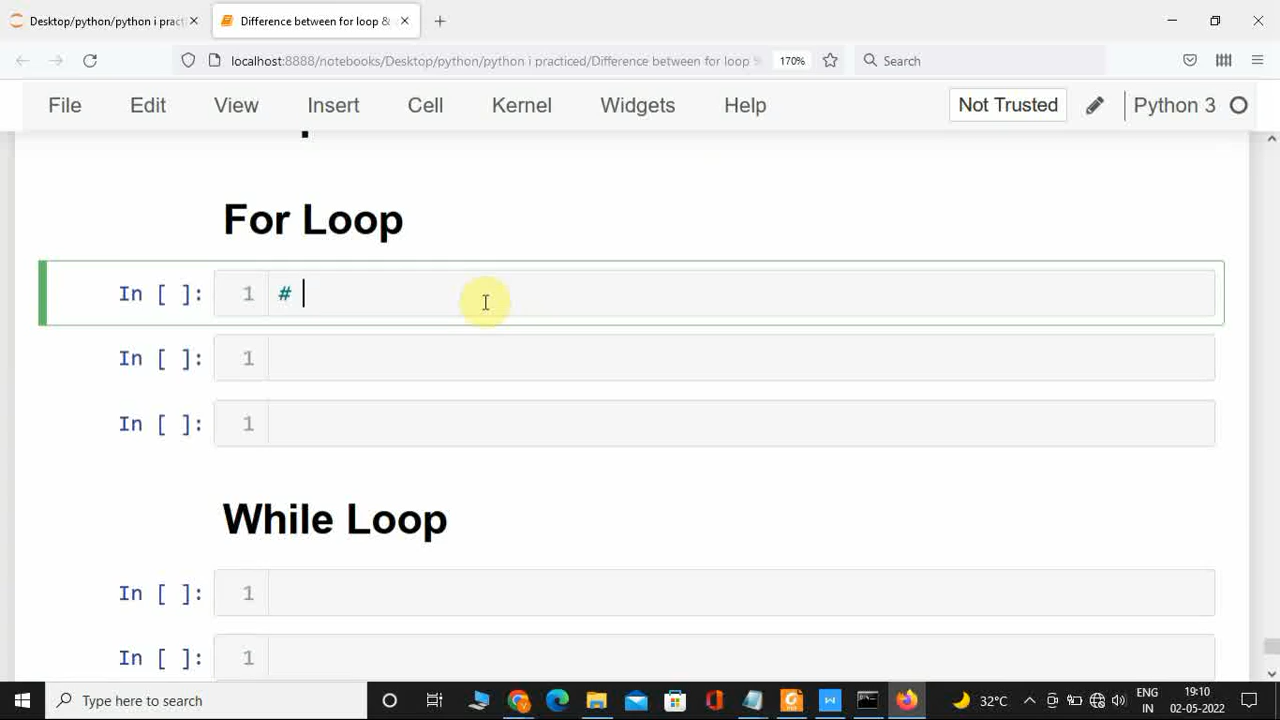 Desktop/python/python i pract
Difference between for loop &
localhost:8888/notebooks/Desktop/python/python i practiced/Difference between for loop
170%
Search
File Edit View Insert Cell Kernel Widgets Help
Not Trusted
Python 3
For Loop
In [ ]: 1 #
In [ ]: 1
In [ ]: 1
While Loop
In [ ]: 1
In [ ]: 1
Type here to search
32°C
ENG
IN
19:10
02-05-2022